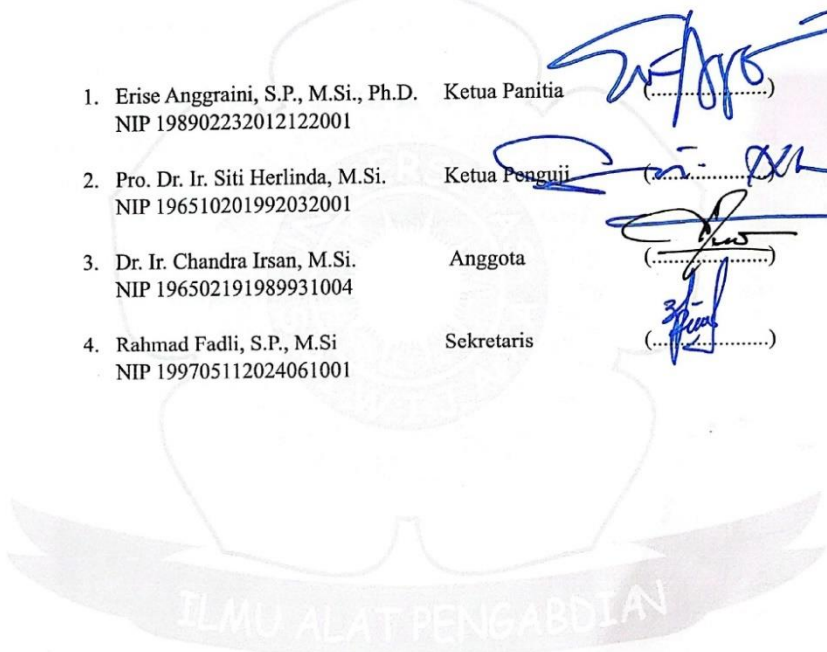 1. Erise Anggraini, S.P., M.Si., Ph.D. Ketua Panitia (......................)
NIP 198902232012122001
2. Pro. Dr. Ir. Siti Herlinda, M.Si. Ketua Penguji (......................)
NIP 196510201992032001
3. Dr. Ir. Chandra Irsan, M.Si. Anggota (......................)
NIP 196502191989931004
4. Rahmad Fadli, S.P., M.Si Sekretaris (......................)
NIP 199705112024061001
ILMU ALAT PENGABDIAN